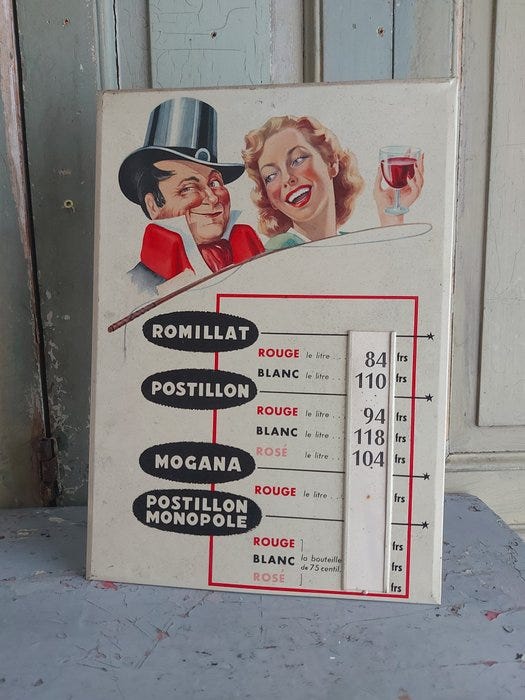 ROMILLAT
ROUGE le litre... 84 frs
BLANC le litre... 110 frs
POSTILLON
ROUGE le litre... 94 frs
BLANC le litre... 118 frs
ROSÉ le litre... 104 frs
MOGANA
ROUGE le litre... frs
POSTILLON
MONOPOLE
ROUGE frs
BLANC la bouteille de 75 centil. frs
ROSÉ frs